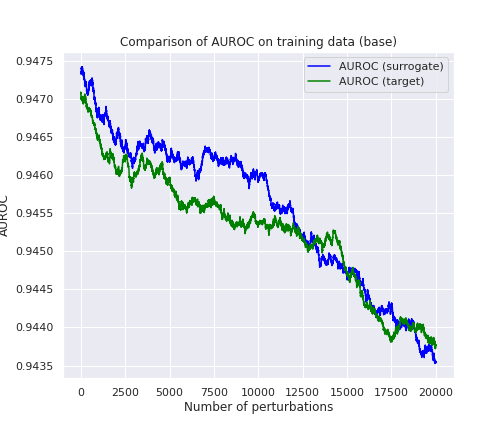 Comparison of AUROC on training data (base)
AUROC (surrogate)
AUROC (target)
AUROC
0.9475
0.9470
0.9465
0.9460
0.9455
0.9450
0.9445
0.9440
0.9435
0 2500 5000 7500 10000 12500 15000 17500 20000
Number of perturbations